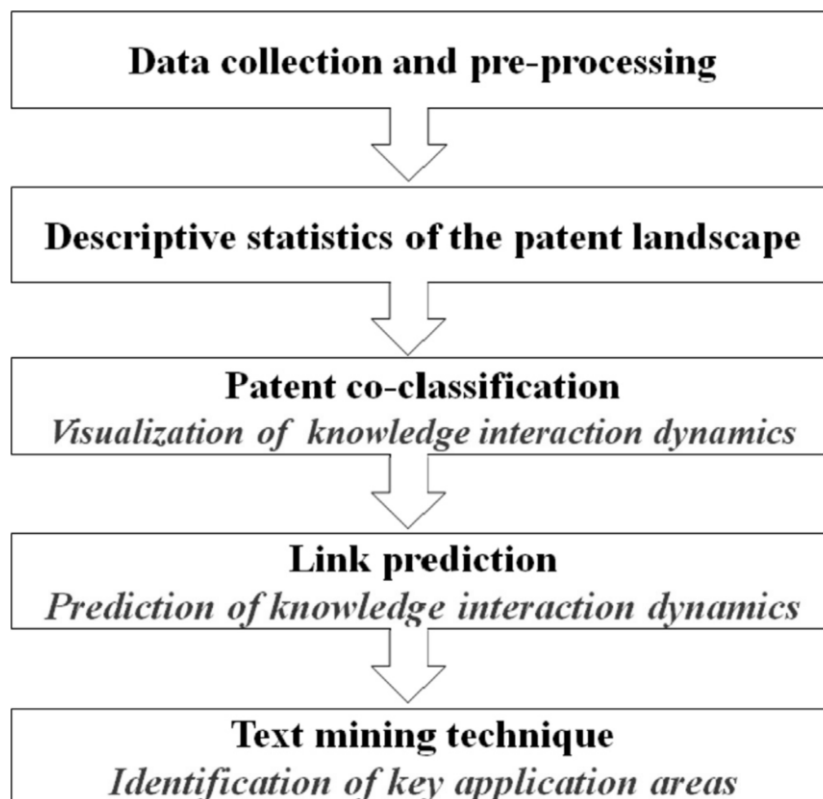 Data collection and pre-processing
Descriptive statistics of the patent landscape
Patent co-classification
Visualization of knowledge interaction dynamics
Link prediction
Prediction of knowledge interaction dynamics
Text mining technique
Identification of key application areas